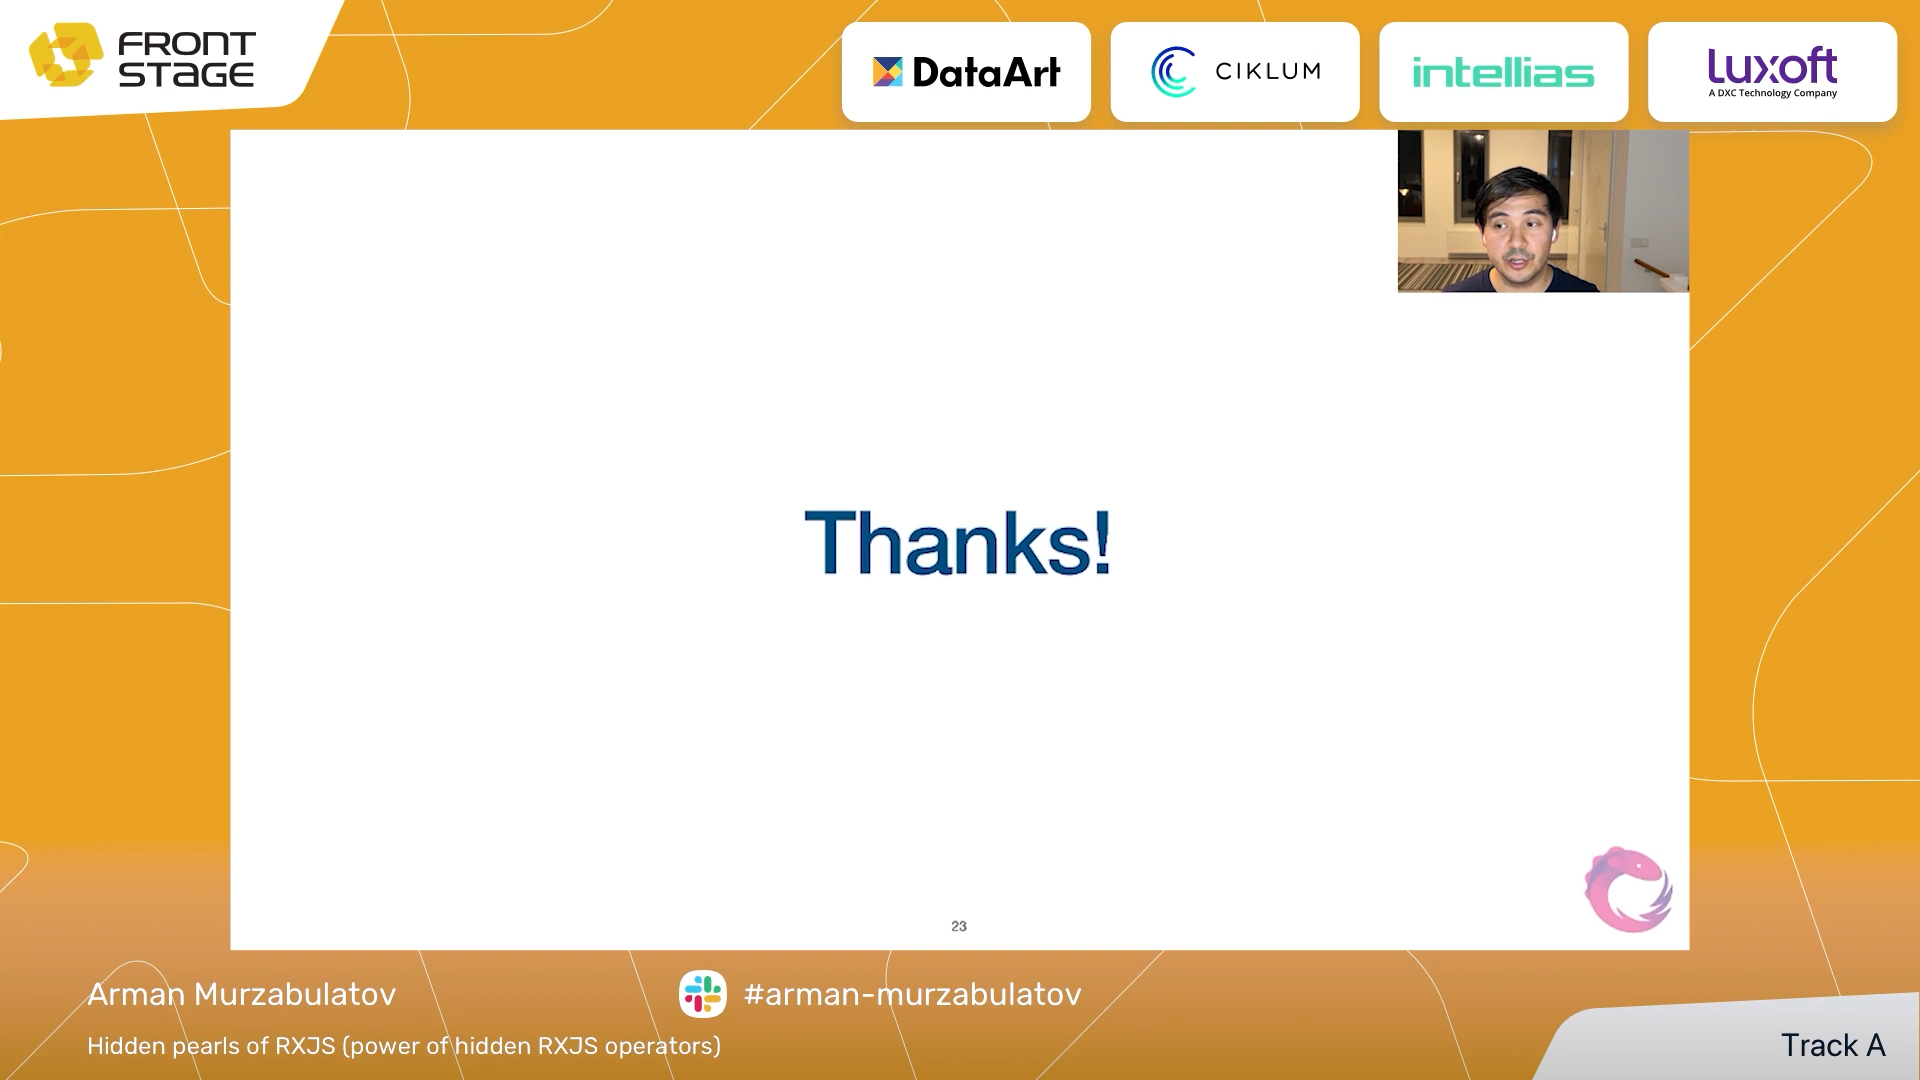 FRONT
STAGE
DataArt
CIKLUM
intellias
Luxoft
A DXC Technology Company
Thanks!
23
Arman Murzabulatov
#arman-murzabulatov
Hidden pearls of RXJS (power of hidden RXJS operators)
Track A